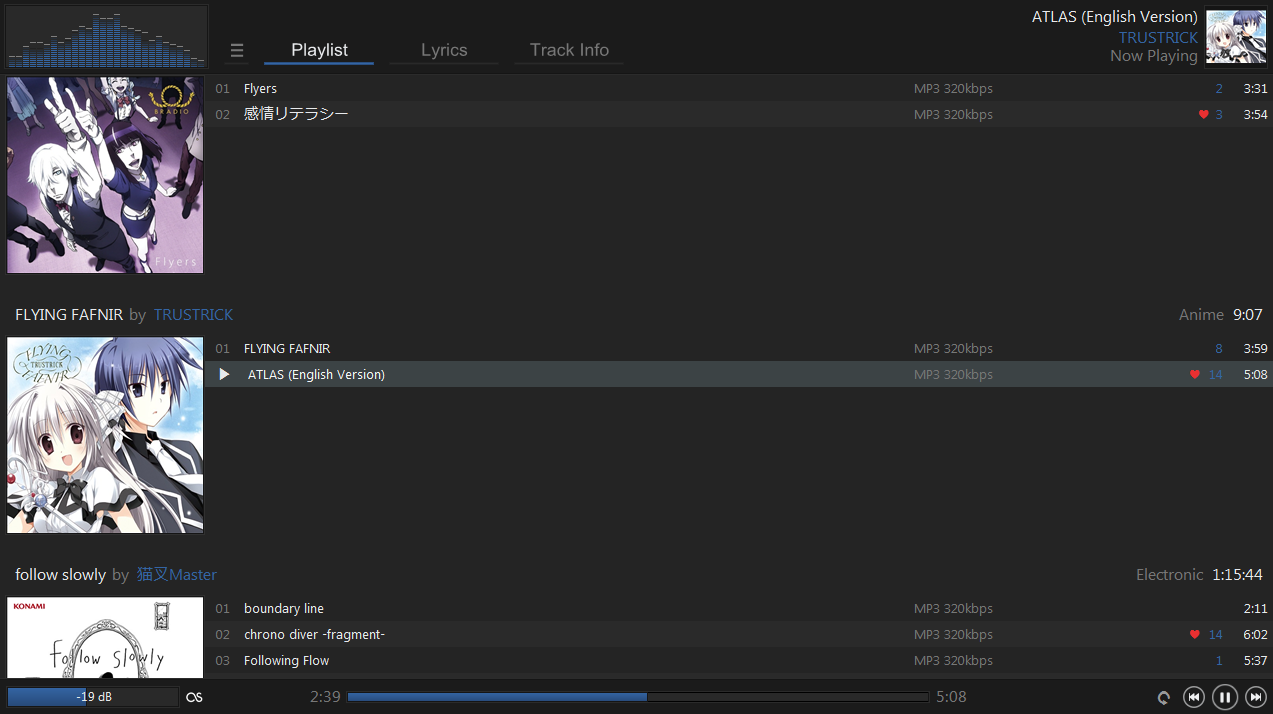 Playlist Lyrics Track Info
ATLAS (English Version)
TRUSTRICK
Now Playing
BRADIO
Flyers
01 Flyers MP3 320kbps 2 3:31
02 感情リテラシー MP3 320kbps 3 3:54
FLYING FAFNIR by TRUSTRICK Anime 9:07
FLYING
TRUSTRICK
FAFNIR
01 FLYING FAFNIR MP3 320kbps 8 3:59
ATLAS (English Version) MP3 320kbps 14 5:08
follow slowly by 猫叉Master Electronic 1:15:44
KONAMI
follow slowly
01 boundary line MP3 320kbps 2:11
02 chrono diver -fragment- MP3 320kbps 14 6:02
03 Following Flow MP3 320kbps 1 5:37
-19 dB 2:39 5:08